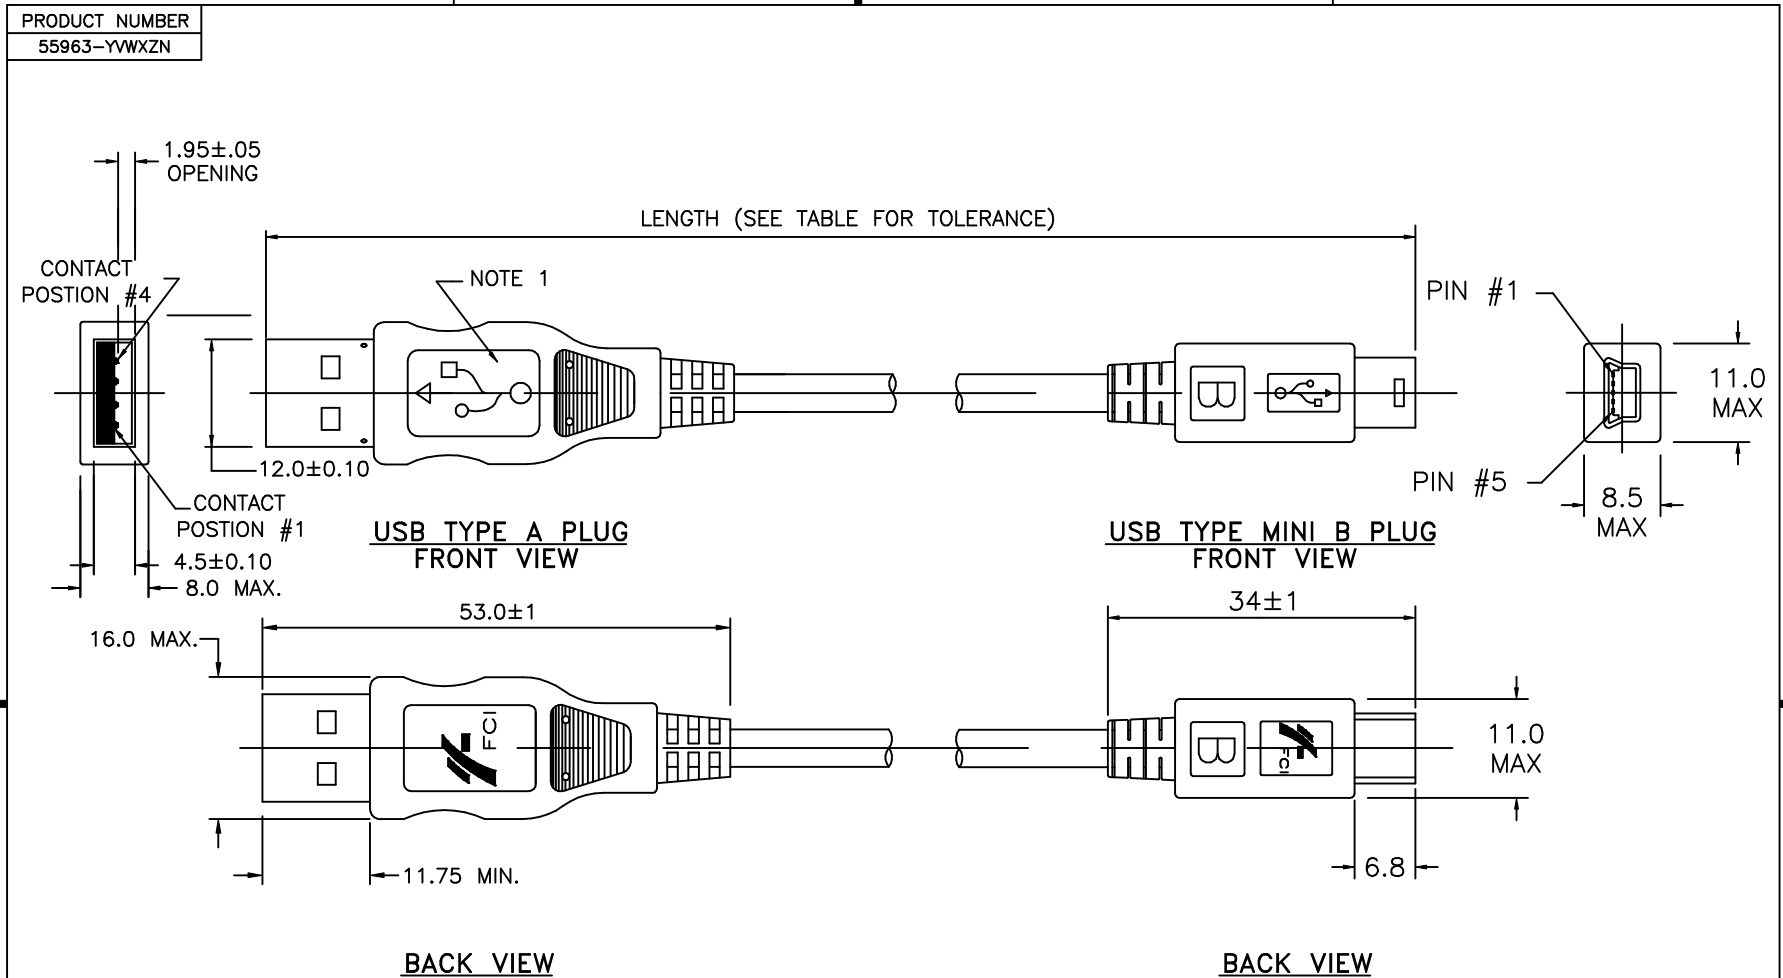 PRODUCT NUMBER
55963-YVWXZN
1.95±.05
OPENING
LENGTH (SEE TABLE FOR TOLERANCE)
CONTACT
POSTION #4
NOTE 1
PIN #1
11.0
MAX
B
12.0±0.10
CONTACT
POSTION #1
PIN #5
8.5
MAX
USB TYPE A PLUG
FRONT VIEW
USB TYPE MINI B PLUG
FRONT VIEW
4.5±0.10
8.0 MAX.
53.0±1
34±1
16.0 MAX.
FCI
B
FCI
11.0
MAX
11.75 MIN.
6.8
BACK VIEW
BACK VIEW